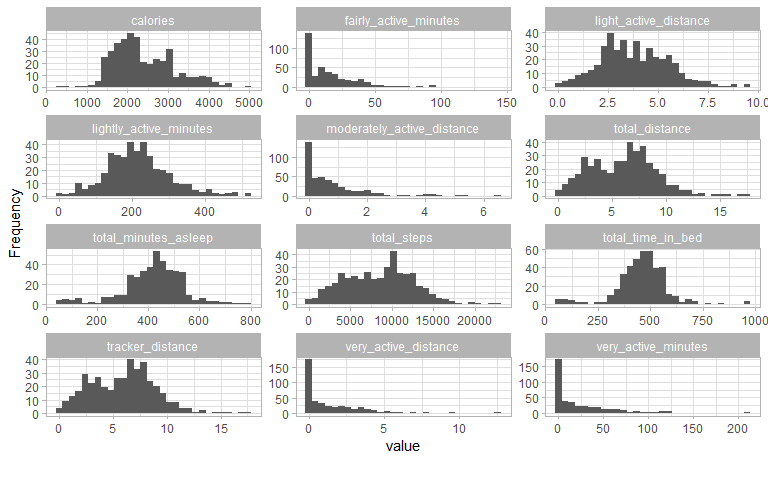 calories
fairly_active_minutes
light_active_distance
40
30
20
10
0
0 1000 2000 3000 4000 5000
100
50
0
0 50 100 150
40
30
20
10
0
0.0 2.5 5.0 7.5 10.0
lightly_active_minutes
moderately_active_distance
total_distance
40
30
20
10
0
0 200 400
100
50
0
0 2 4 6
40
30
20
10
0
0 5 10 15
total_minutes_asleep
total_steps
total_time_in_bed
40
20
0
0 200 400 600 800
40
30
20
10
0
0 5000 10000 15000 20000
60
40
20
0
0 250 500 750 1000
tracker_distance
very_active_distance
very_active_minutes
40
30
20
10
0
0 5 10 15
150
100
50
0
0 5 10
150
100
50
0
0 50 100 150 200
Frequency
value